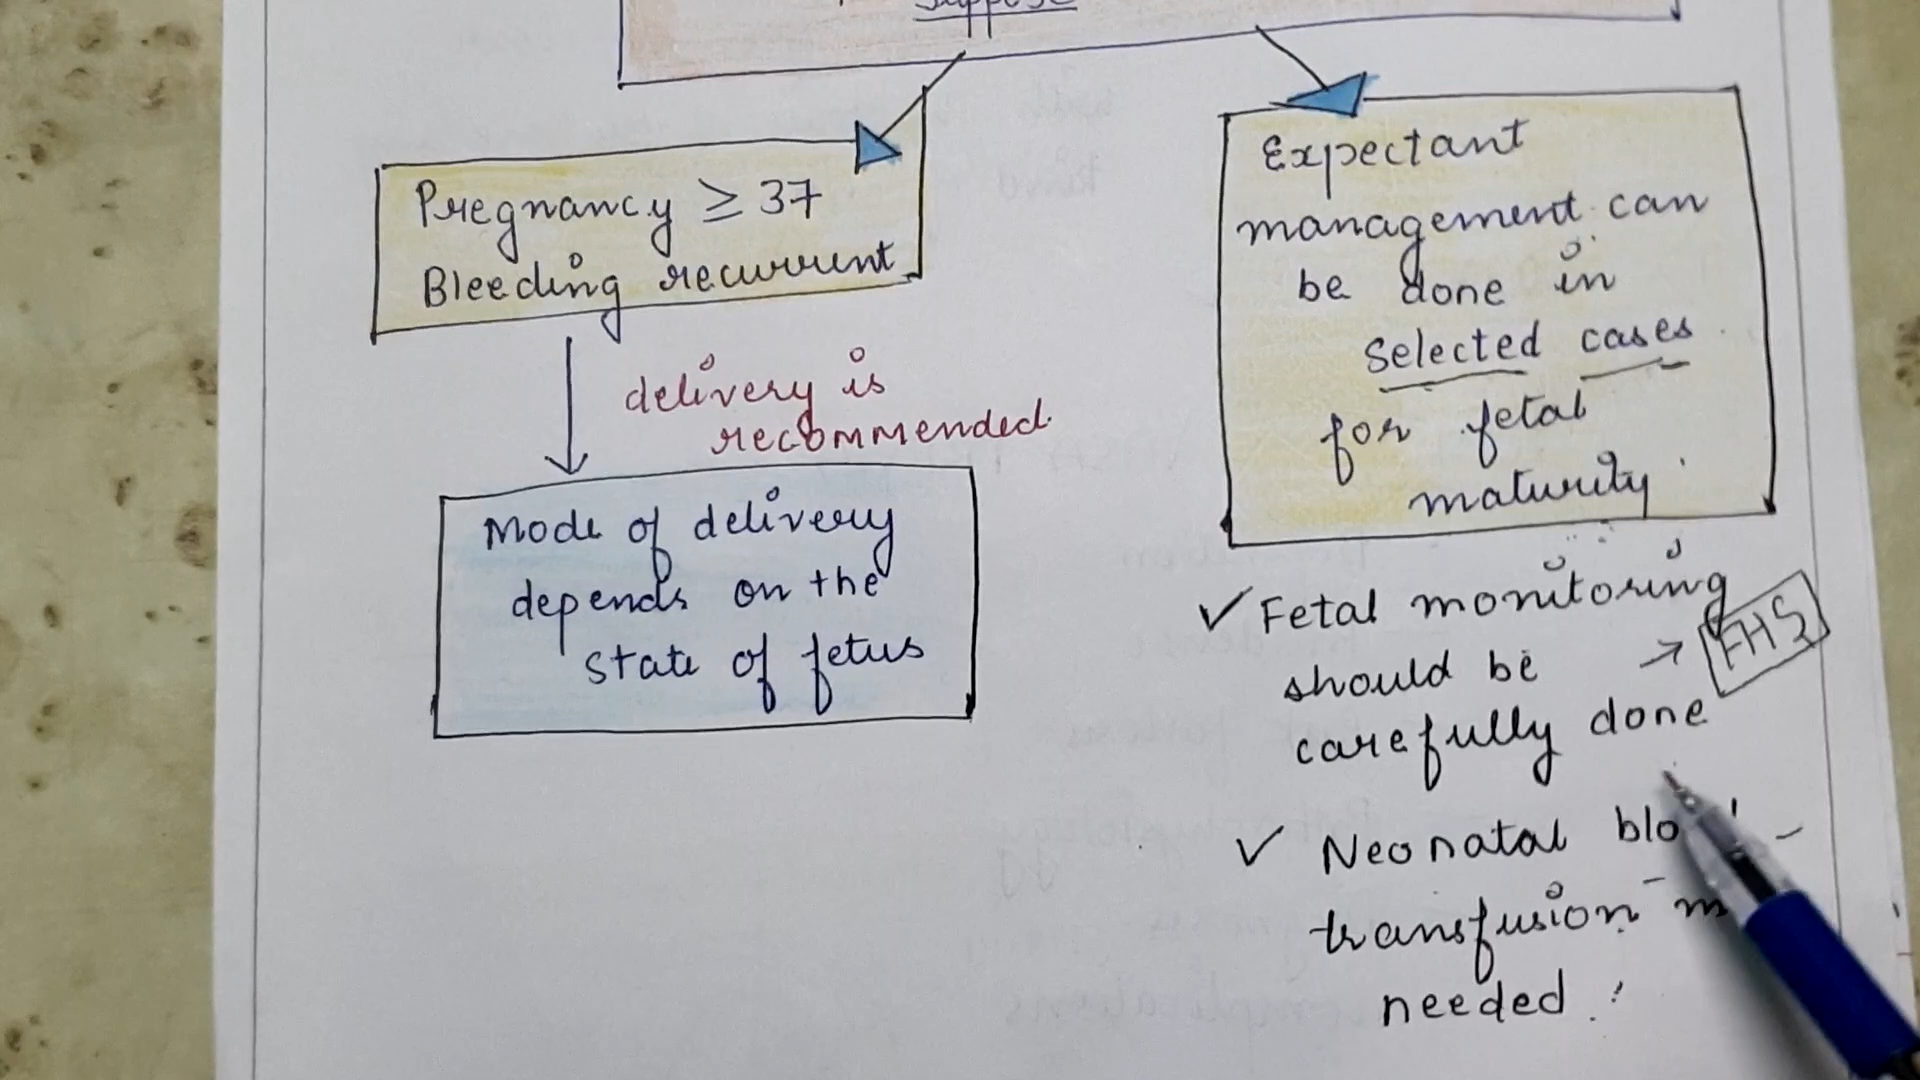 suppose
Pregnancy ≥ 37
Bleeding recurrent
delivery is
recommended.
Mode of delivery
depends on the
state of fetus
Expectant
management can
be done in
selected cases
for fetal
maturity
✓ Fetal monitoring
should be → FHS
carefully done
✓ Neonatal
transfusion
needed.